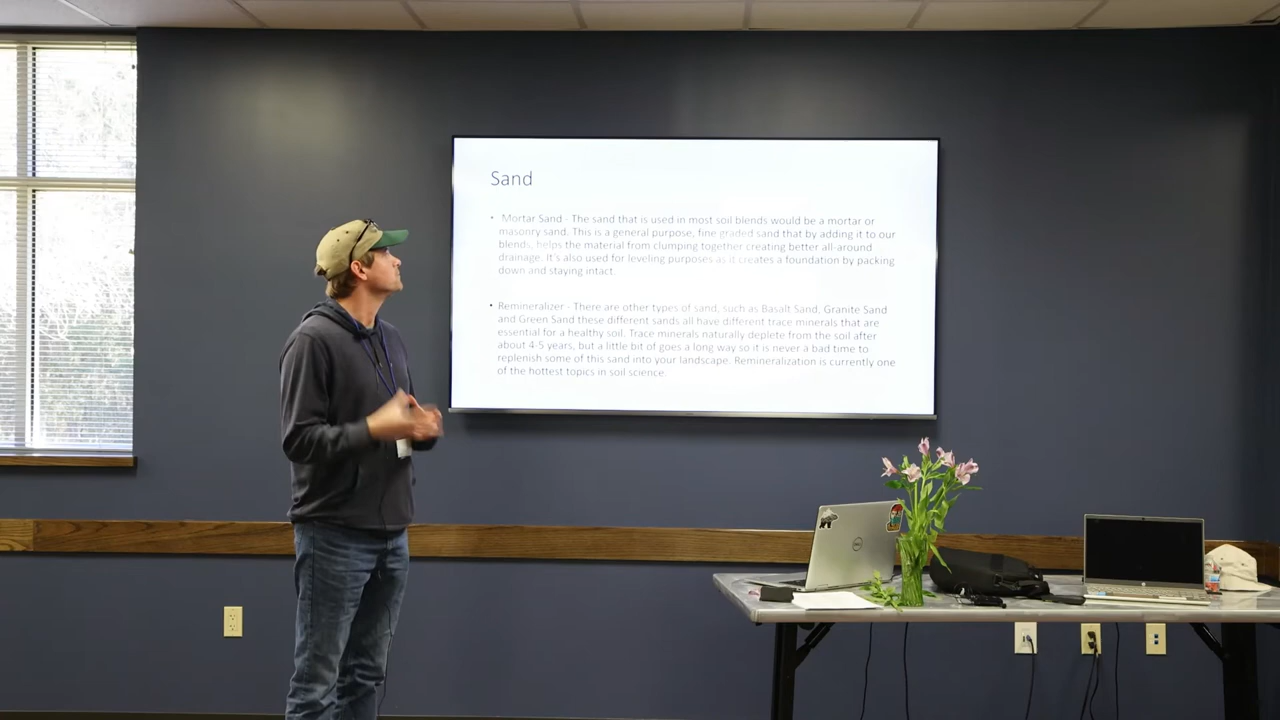 Sand
• Mortar Sand - The sand that is used in most soil blends would be a mortar or
masonry sand. This is a general purpose, fine graded sand that by adding it to our
blends, helps the material from clumping together creating better all-around
drainage. It's also used for leveling purposes as it creates a foundation by packing
down and staying intact.
• Remineralizer - There are other types of sand, such as Basalt Sand, Granite Sand
and Green Sand these different sands all have different trace minerals that are
essential for a healthy soil. Trace minerals naturally deplete from the soil after
about 4-5 years, but a little bit of goes a long way so it is never a bad time to
replenish some of this sand into your landscape. Remineralization is currently one
of the hottest topics in soil science.
DELL